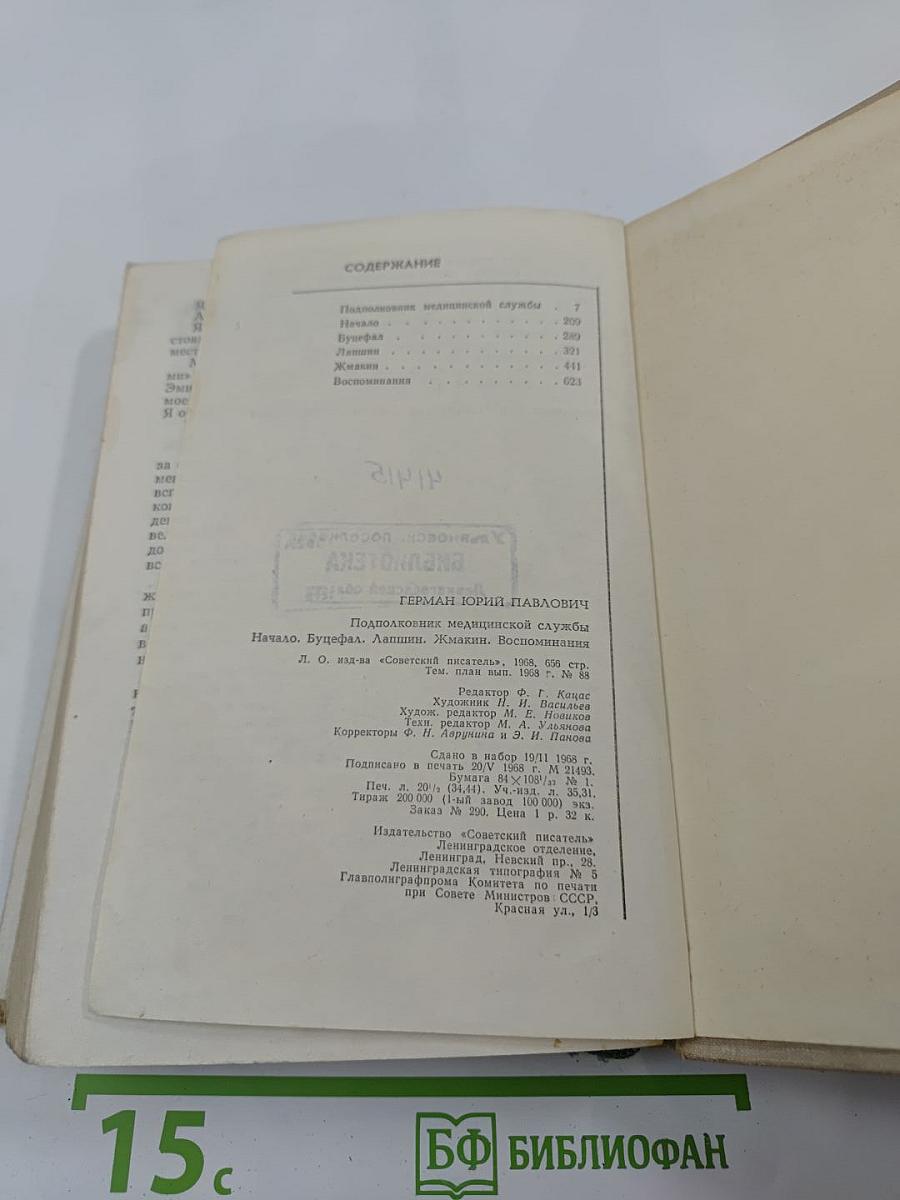 СОДЕРЖАНИЕ
Подполковник медицинской службы . 7
Начало . . . . . . . . . . . 209
Буцефал . . . . . . . . . . 289
Лапшин . . . . . . . . . . . 321
Жмакин . . . . . . . . . . . 441
Воспоминания . . . . . . . . 623
41415
БИБЛИОТЕКА
ГЕРМАН ЮРИЙ ПАВЛОВИЧ
Подполковник медицинской службы
Начало. Буцефал. Лапшин. Жмакин. Воспоминания
Л. О. изд-ва «Советский писатель», 1968, 656 стр.
Тем. план вып. 1968 г. № 88
Редактор Ф. Г. Кацас
Художник Н. И. Васильев
Худож. редактор М. Е. Новиков
Техн. редактор М. А. Ульянова
Корректоры Ф. Н. Аврунина и Э. И. Панова
Сдано в набор 19/II 1968 г.
Подписано в печать 20/V 1968 г. М 21493.
Бумага 84×108¹/₃₂ № 1.
Печ. л. 20¹/₂ (34,44). Уч.-изд. л. 35,31.
Тираж 200 000 (1-ый завод 100 000) экз.
Заказ № 290. Цена 1 р. 32 к.
Издательство «Советский писатель»
Ленинградское отделение,
Ленинград, Невский пр., 28.
Ленинградская типография № 5
Главполиграфпрома Комитета по печати
при Совете Министров СССР,
Красная ул., 1/3
15 с
БФ БИБЛИОФАН